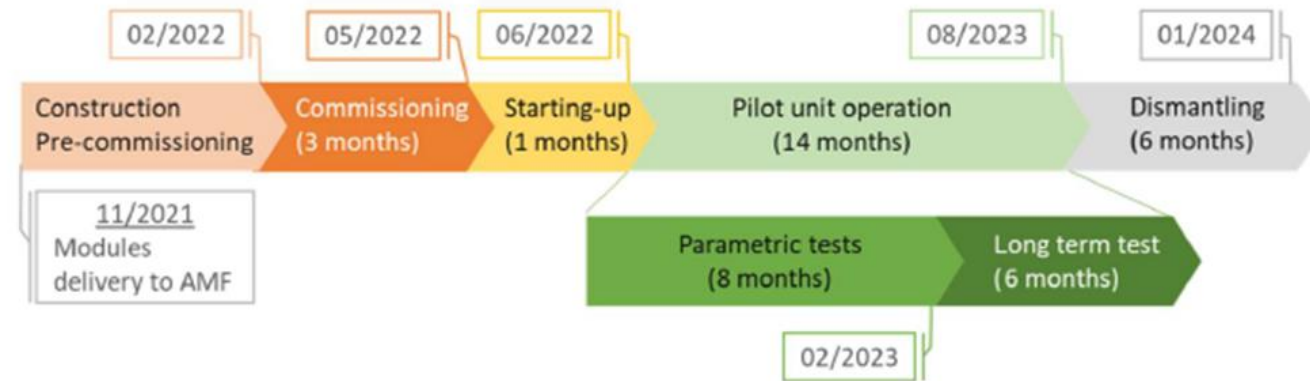 02/2022
05/2022
06/2022
08/2023
01/2024
Construction
Pre-commissioning
Commissioning
(3 months)
Starting-up
(1 months)
Pilot unit operation
(14 months)
Dismantling
(6 months)
11/2021
Modules
delivery to AMF
Parametric tests
(8 months)
Long term test
(6 months)
02/2023